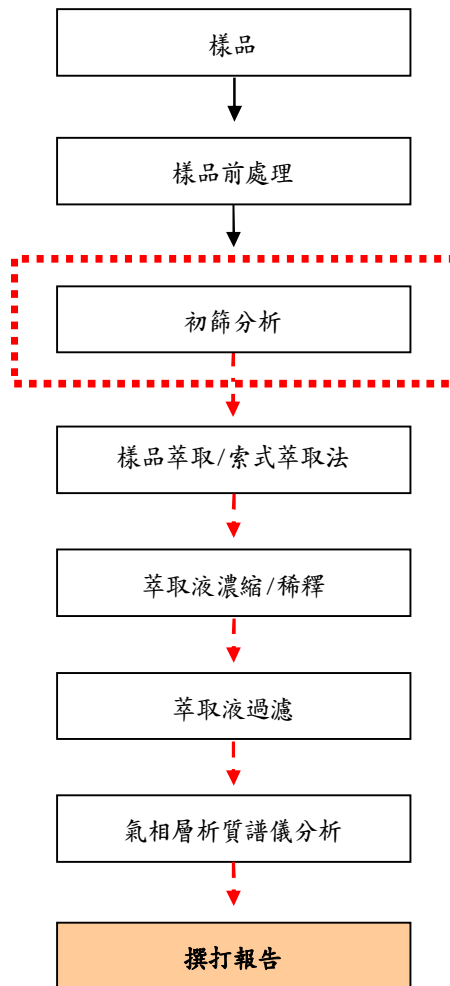 樣品
樣品前處理
初篩分析
樣品萃取/索式萃取法
萃取液濃縮/稀釋
萃取液過濾
氣相層析質譜儀分析
撰打報告